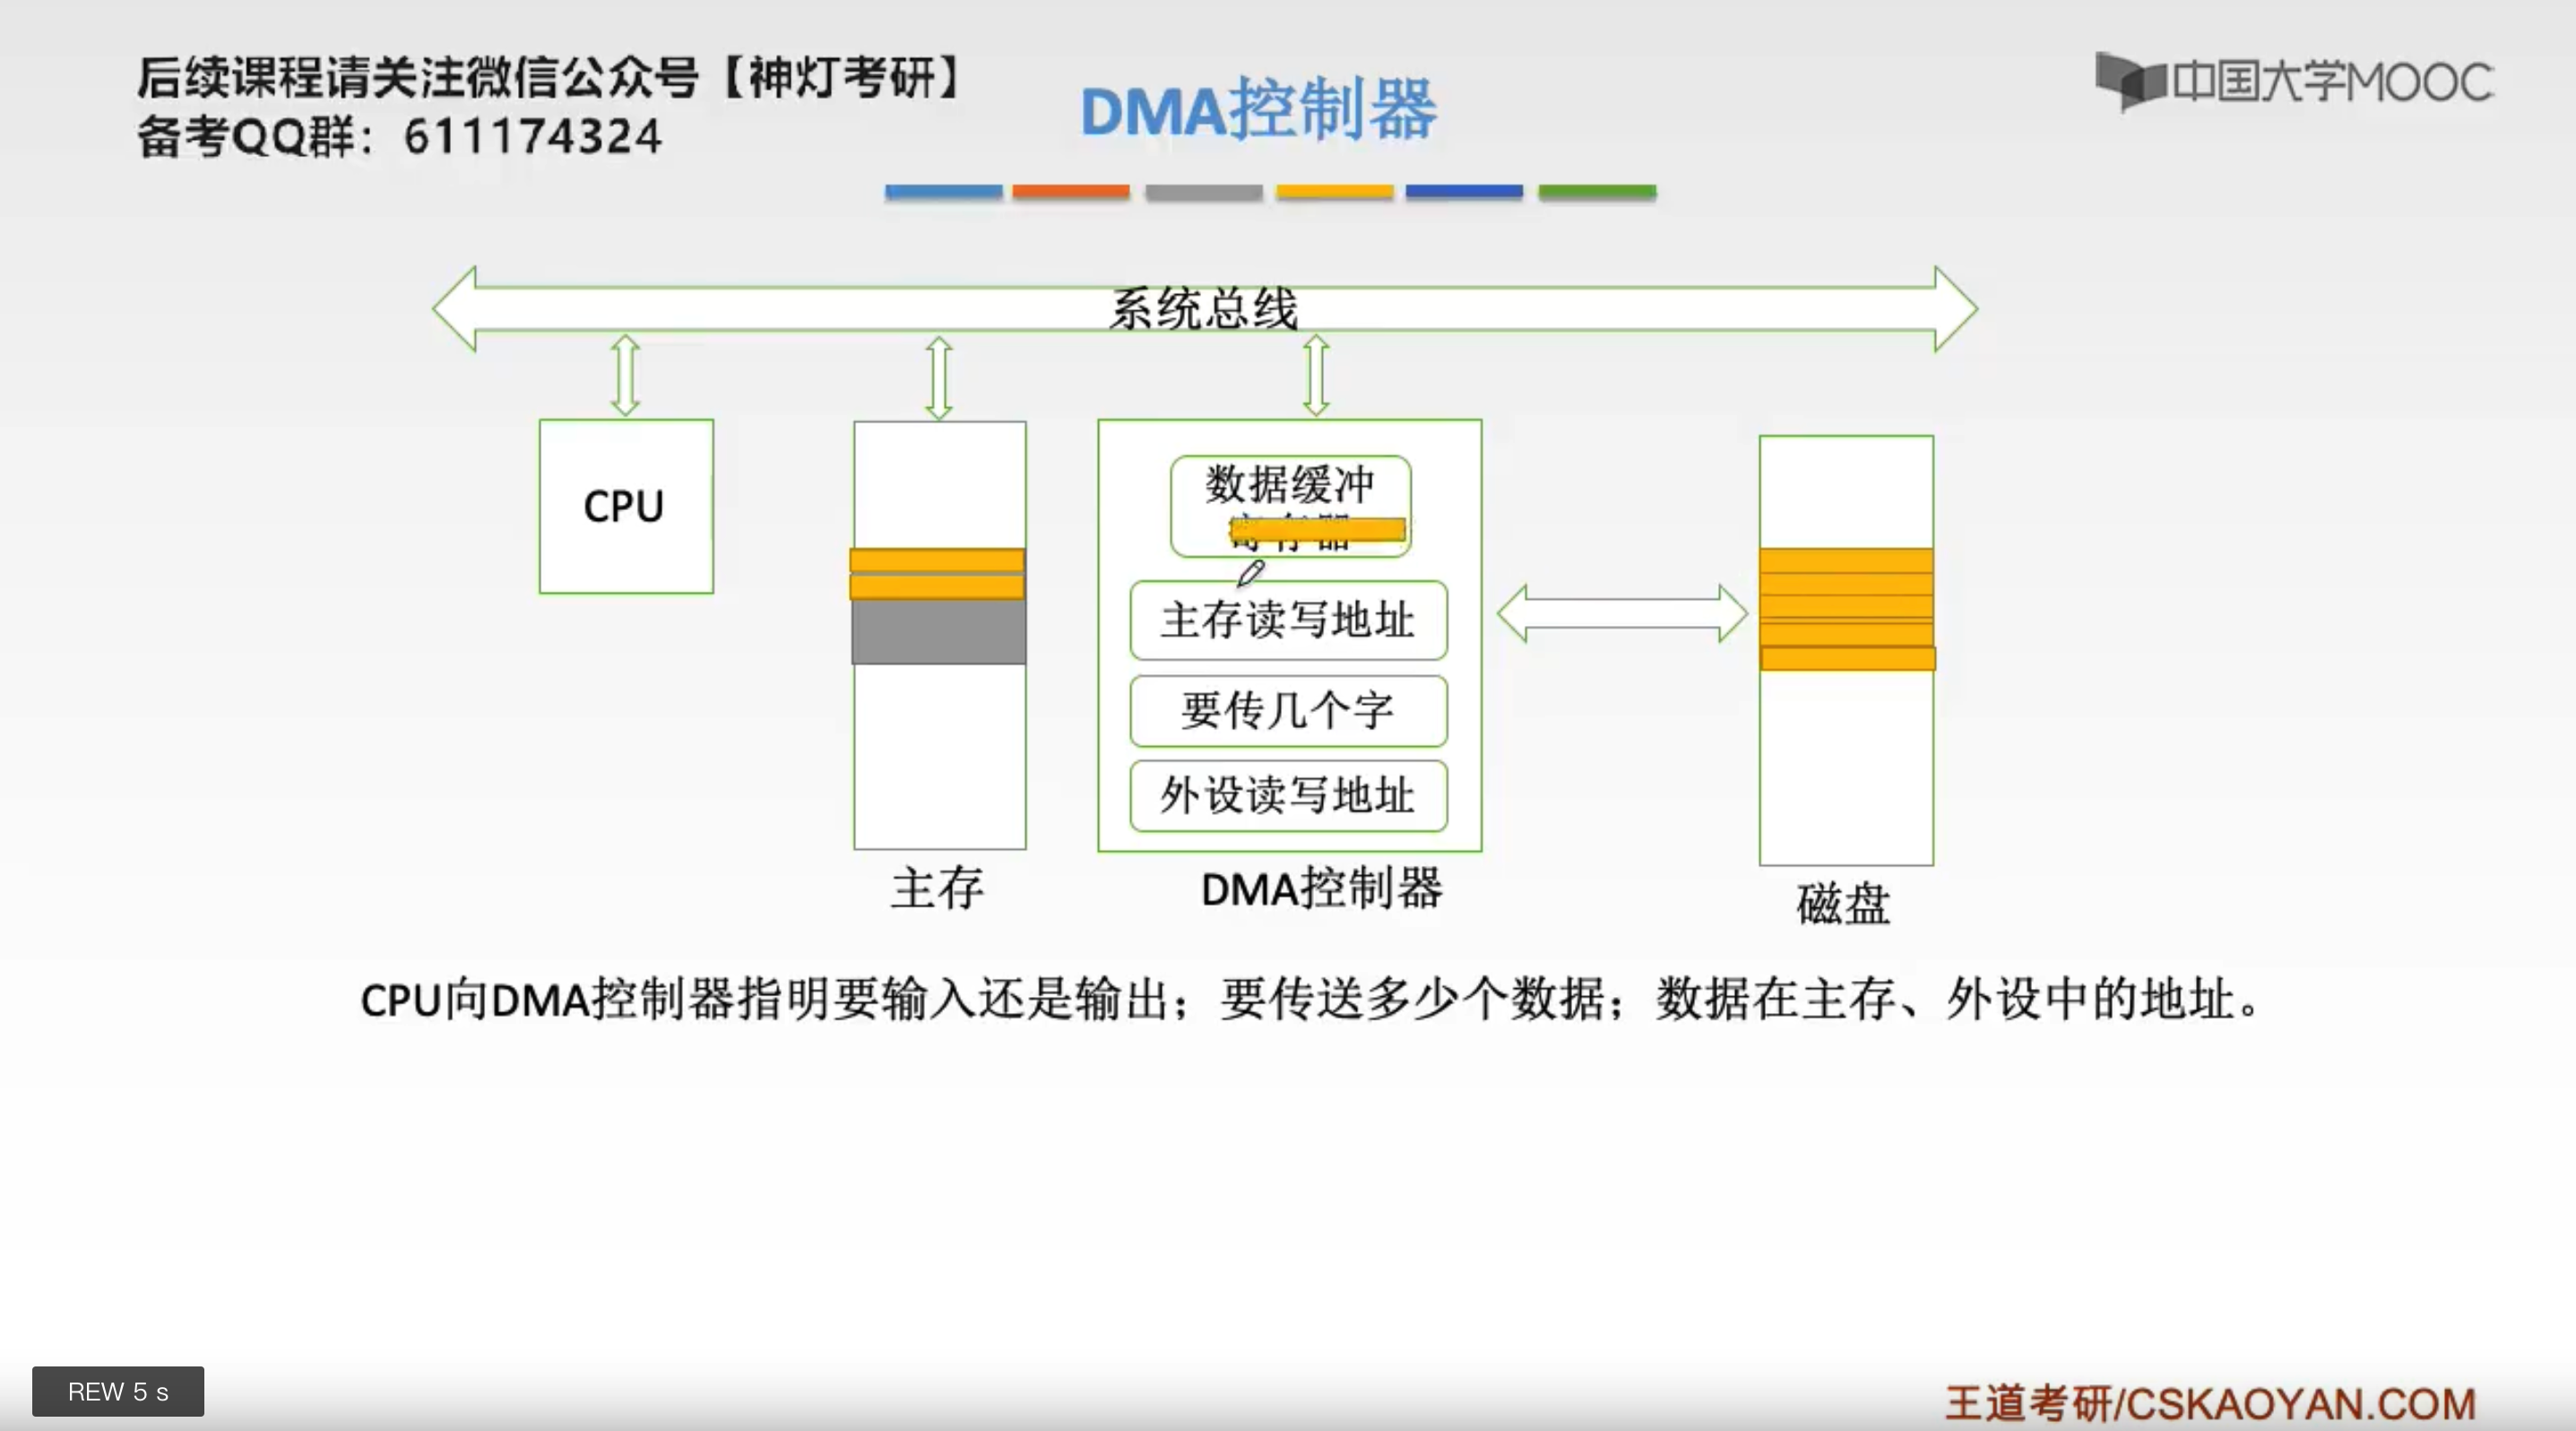 后续课程请关注微信公众号【神灯考研】
备考QQ群：611174324
DMA控制器
中国大学MOOC
系统总线
CPU
数据缓冲
主存读写地址
要传几个字
外设读写地址
主存
DMA控制器
磁盘
CPU向DMA控制器指明要输入还是输出；要传送多少个数据；数据在主存、外设中的地址。
REW 5 s
王道考研/CSKAOYAN.COM